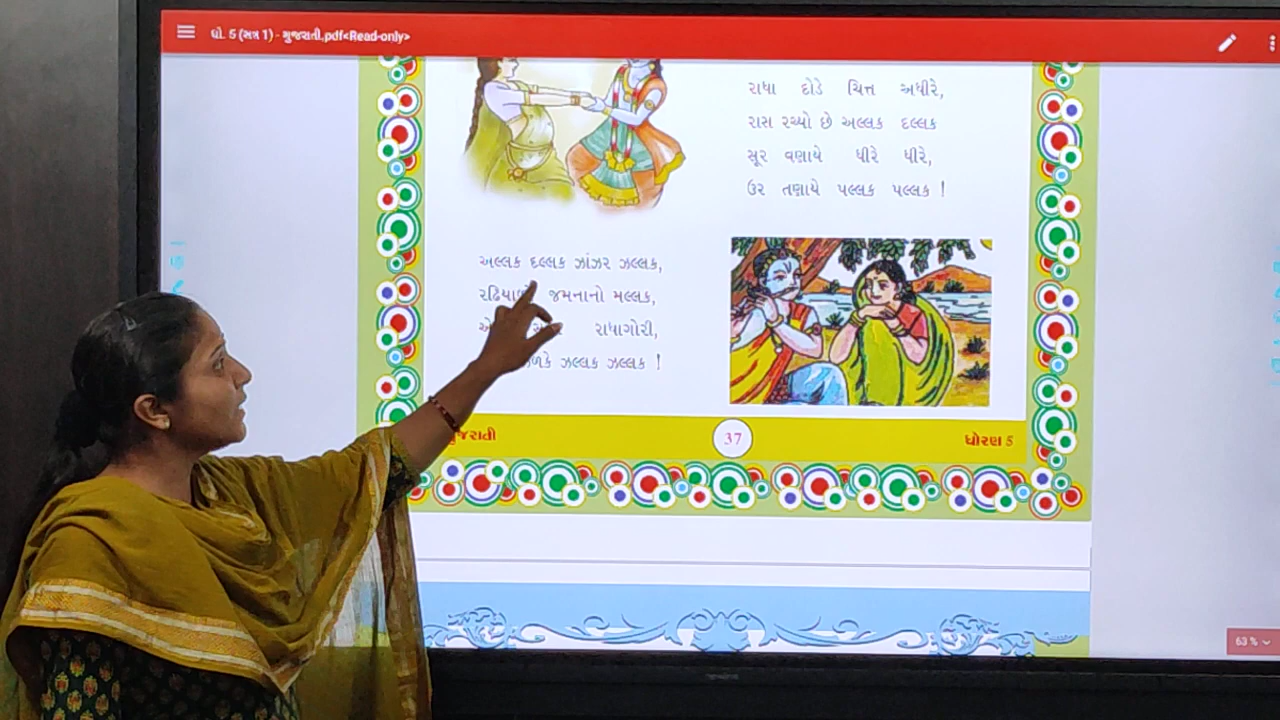 ધો. 5 (સત્ર 1) - ગુજરાતી.pdf<Read-only>
રાધા દોડે ચિત્ત અધીરે,
રાસ રચ્યો છે અલ્લક દલ્લક
સૂર વણાયે ધીરે ધીરે,
ઉર તણાયે પલ્લક પલ્લક !
અલ્લક દલ્લક ઝાંઝર ઝલ્લક,
જમનાનો મલ્લક,
રાધાગોરી,
ઝલ્લક ઝલ્લક !
ગુજરાતી 37 ધોરણ 5
63 %